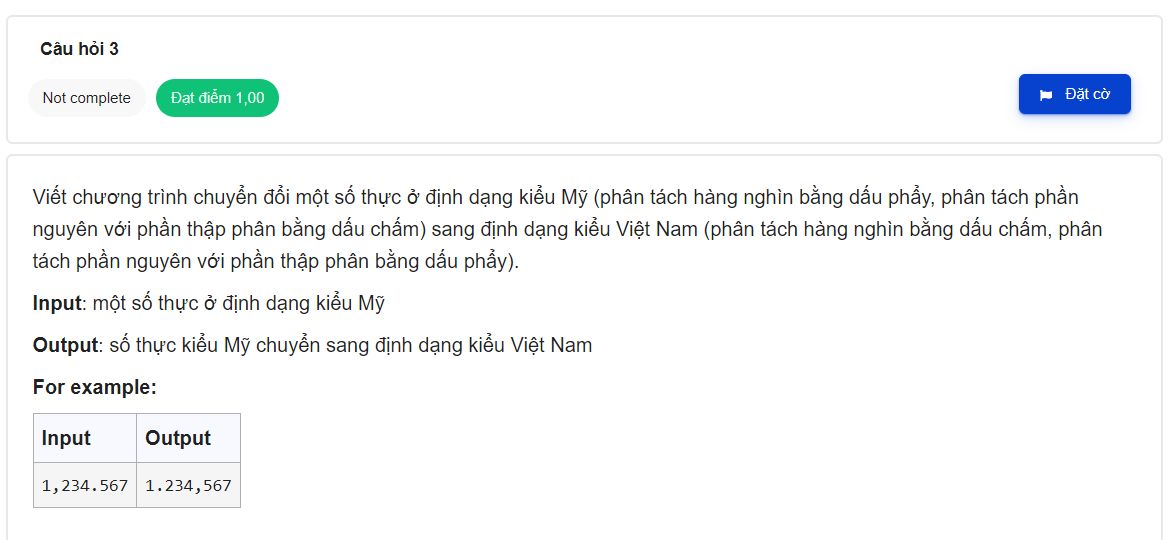 Câu hỏi 3
Not complete
Đạt điểm 1,00
Đặt cờ
Viết chương trình chuyển đổi một số thực ở định dạng kiểu Mỹ (phân tách hàng nghìn bằng dấu phẩy, phân tách phần
nguyên với phần thập phân bằng dấu chấm) sang định dạng kiểu Việt Nam (phân tách hàng nghìn bằng dấu chấm, phân
tách phần nguyên với phần thập phân bằng dấu phẩy).
Input: một số thực ở định dạng kiểu Mỹ
Output: số thực kiểu Mỹ chuyển sang định dạng kiểu Việt Nam
For example:
Input Output
1,234.567 1.234,567